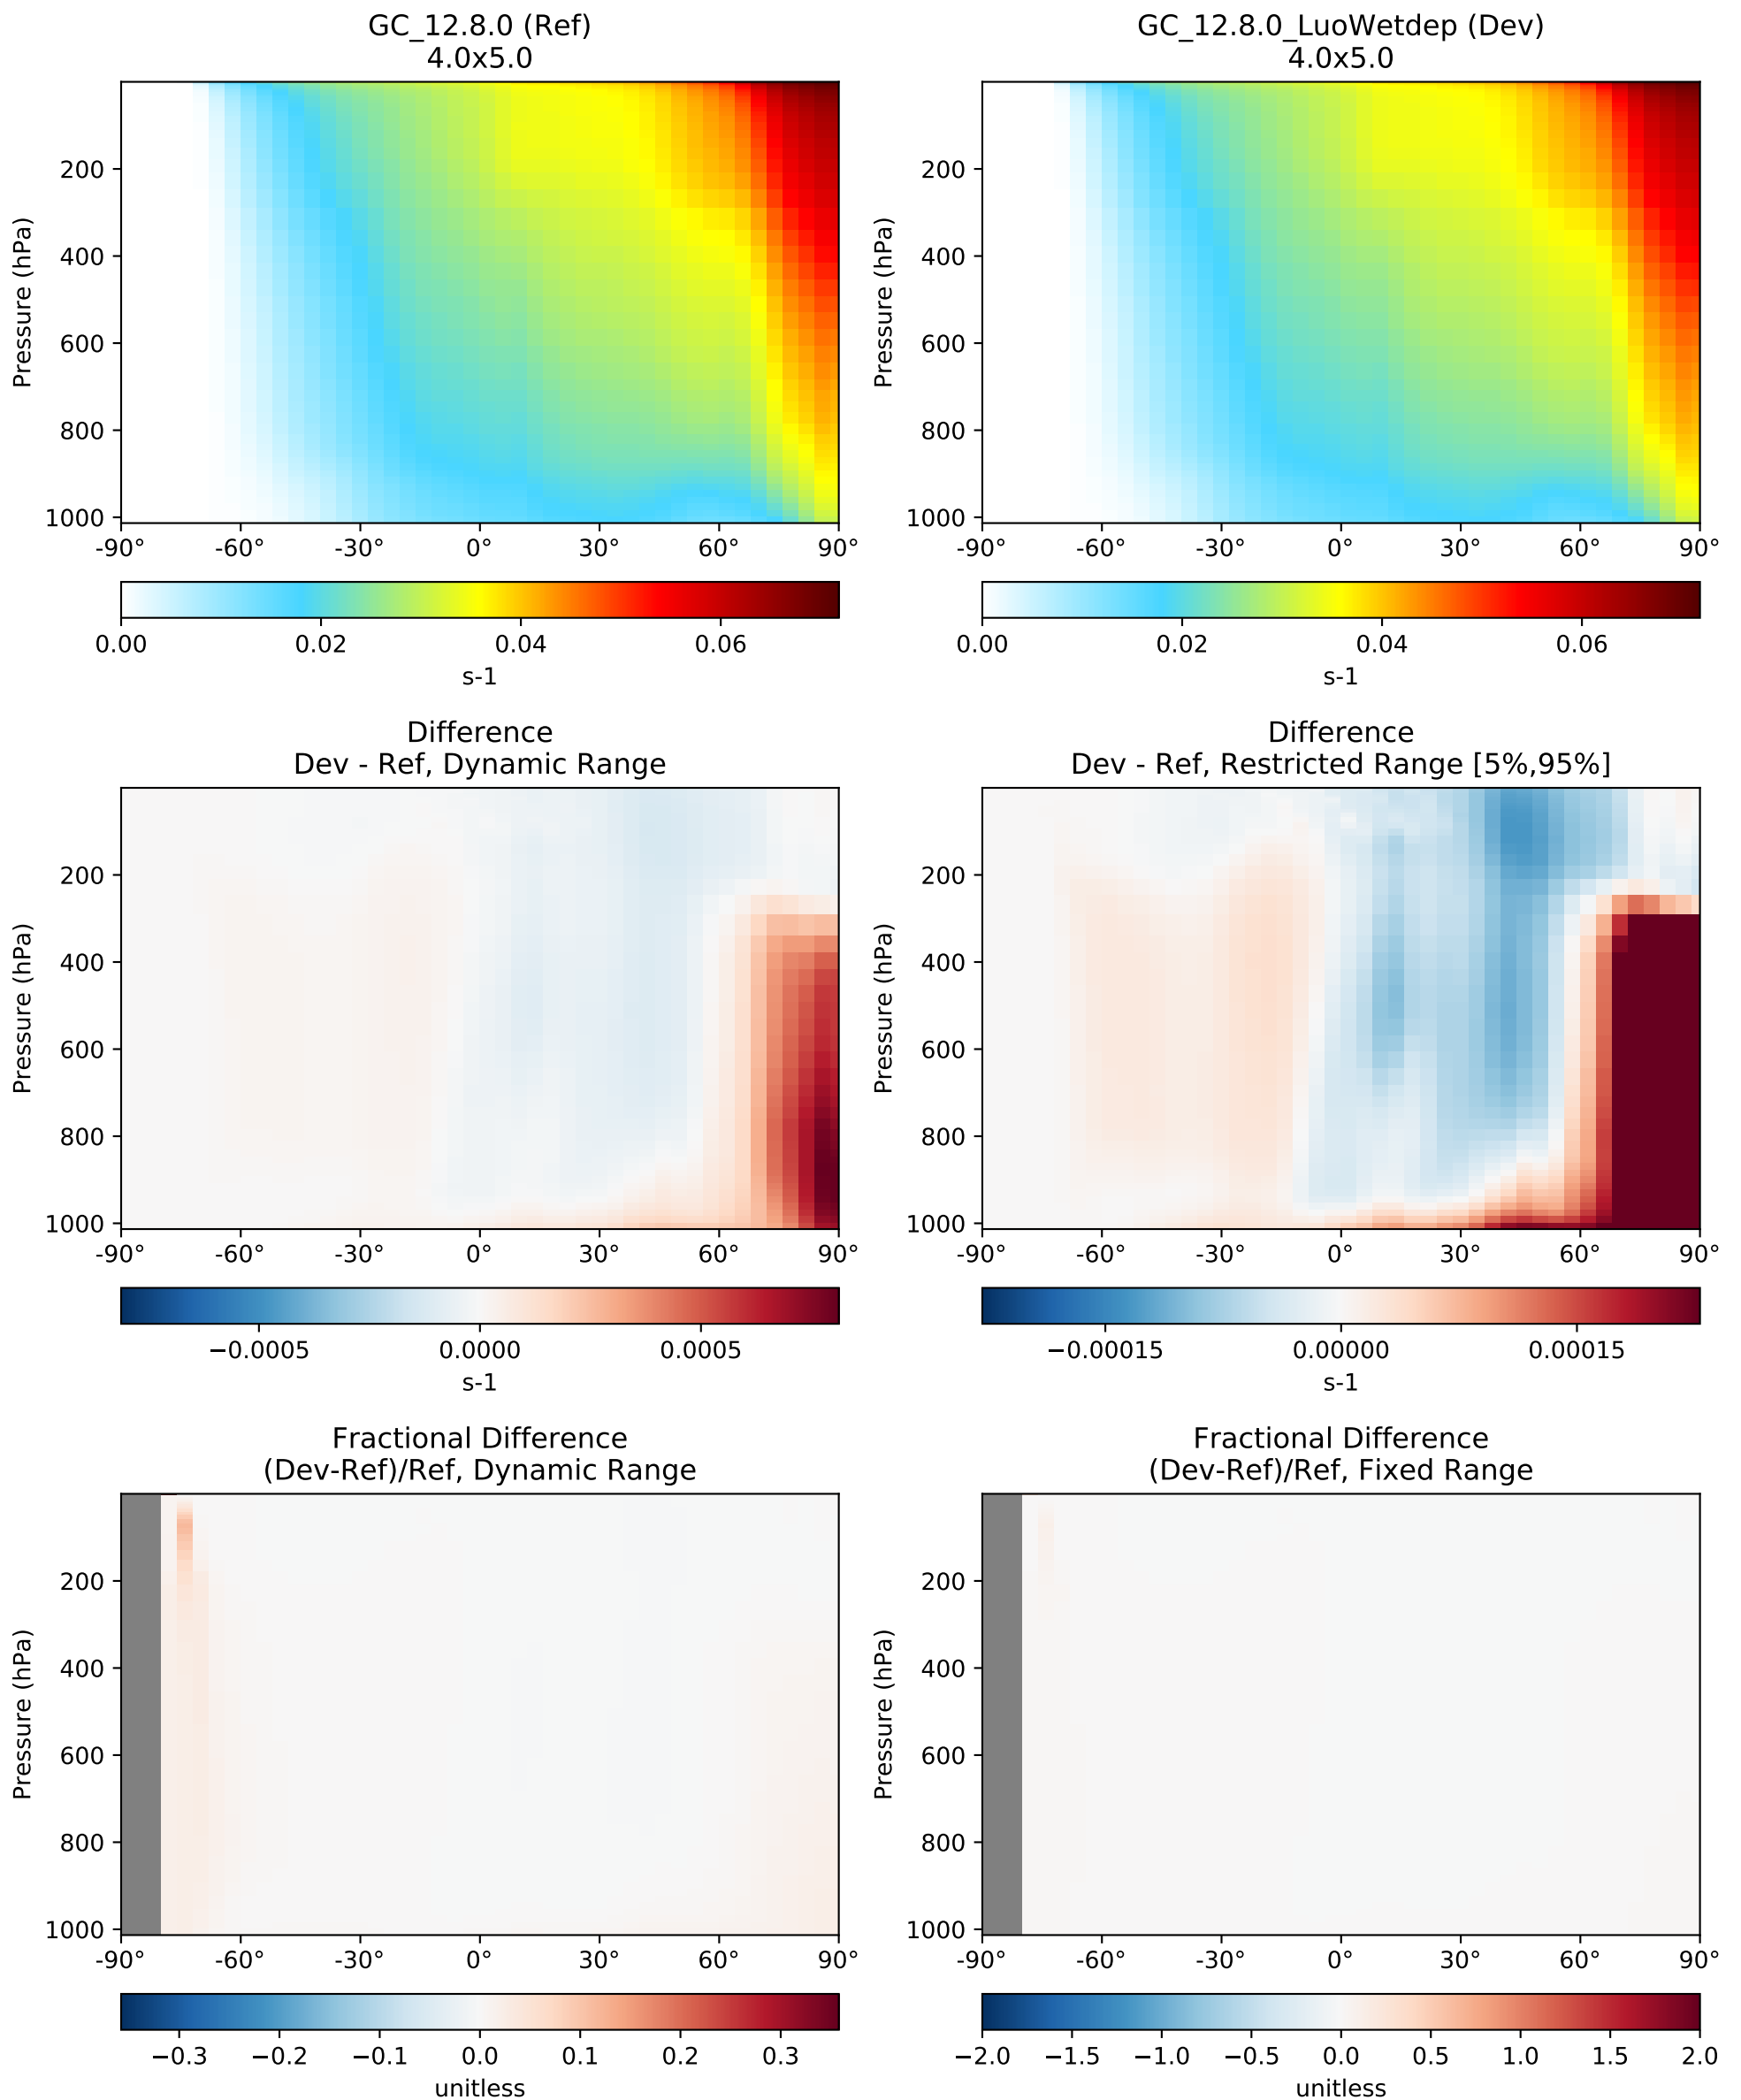 GC_12.8.0 (Ref)
4.0x5.0
Pressure (hPa)
200
400
600
800
1000
-90° -60° -30° 0° 30° 60° 90°
0.00 0.02 0.04 0.06
s-1
GC_12.8.0_LuoWetdep (Dev)
4.0x5.0
Pressure (hPa)
200
400
600
800
1000
-90° -60° -30° 0° 30° 60° 90°
0.00 0.02 0.04 0.06
s-1
Difference
Dev - Ref, Dynamic Range
Pressure (hPa)
200
400
600
800
1000
-90° -60° -30° 0° 30° 60° 90°
−0.0005 0.0000 0.0005
s-1
Difference
Dev - Ref, Restricted Range [5%,95%]
Pressure (hPa)
200
400
600
800
1000
-90° -60° -30° 0° 30° 60° 90°
−0.00015 0.00000 0.00015
s-1
Fractional Difference
(Dev-Ref)/Ref, Dynamic Range
Pressure (hPa)
200
400
600
800
1000
-90° -60° -30° 0° 30° 60° 90°
−0.3 −0.2 −0.1 0.0 0.1 0.2 0.3
unitless
Fractional Difference
(Dev-Ref)/Ref, Fixed Range
Pressure (hPa)
200
400
600
800
1000
-90° -60° -30° 0° 30° 60° 90°
−2.0 −1.5 −1.0 −0.5 0.0 0.5 1.0 1.5 2.0
unitless